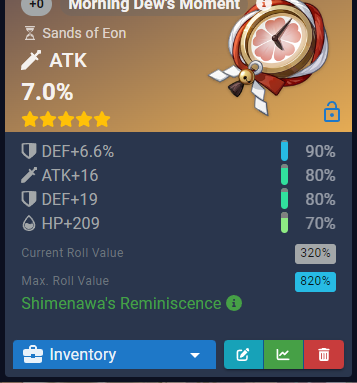 +0 Morning Dew's Moment
Sands of Eon
ATK
7.0%
DEF+6.6% 90%
ATK+16 80%
DEF+19 80%
HP+209 70%
Current Roll Value 320%
Max. Roll Value 820%
Shimenawa's Reminiscence
Inventory